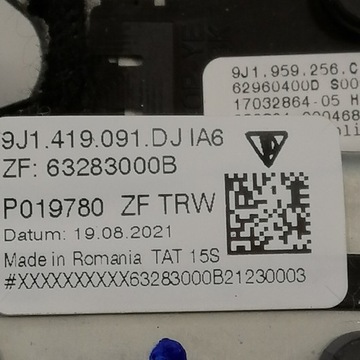 9J1.959.256.C
62960400D S00
17032864-05 H
9J1.419.091.DJ IA6
ZF: 63283000B
P019780 ZF TRW
Datum: 19.08.2021
Made in Romania TAT 15S
#XXXXXXXXXX63283000B21230003